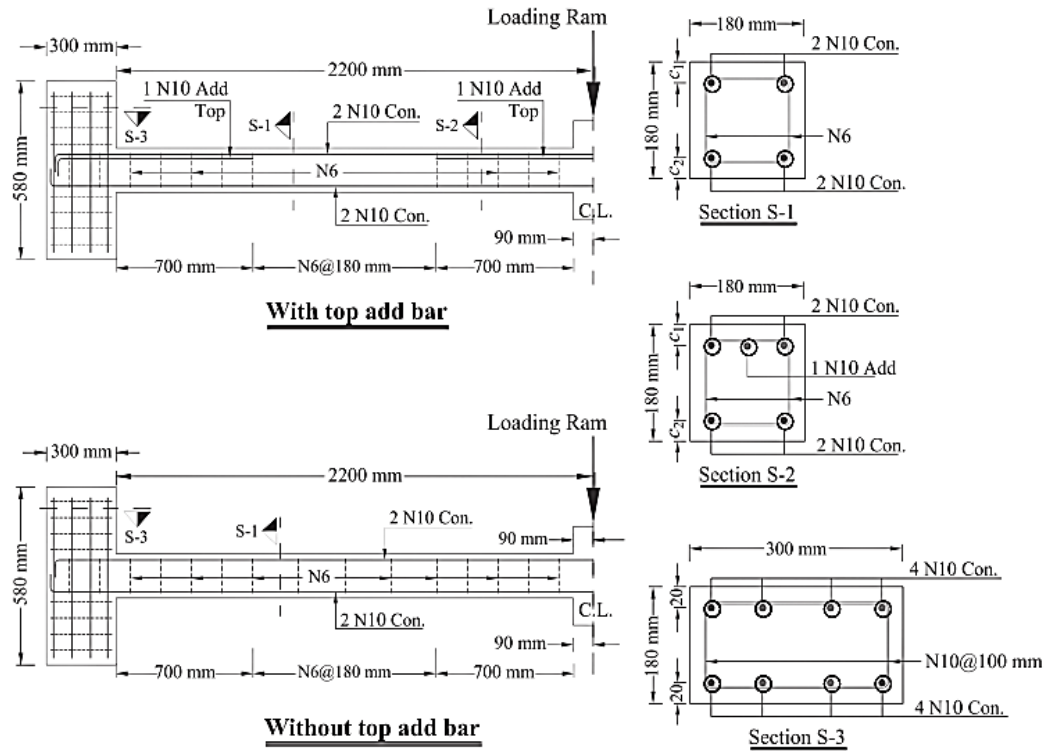 Loading Ram
300 mm
2200 mm
1 N10 Add
Top
2 N10 Con.
1 N10 Add
Top
S-3
S-1
S-2
580 mm
N6
2 N10 Con.
C.L.
90 mm
700 mm
N6@180 mm
700 mm
With top add bar
Loading Ram
300 mm
2200 mm
2 N10 Con.
90 mm
S-3
S-1
580 mm
N6
2 N10 Con.
C.L.
90 mm
700 mm
N6@180 mm
700 mm
Without top add bar
180 mm
2 N10 Con.
c1
180 mm
N6
c2
2 N10 Con.
Section S-1
180 mm
2 N10 Con.
c1
1 N10 Add
180 mm
N6
c2
2 N10 Con.
Section S-2
300 mm
4 N10 Con.
20
180 mm
N10@100 mm
20
4 N10 Con.
Section S-3